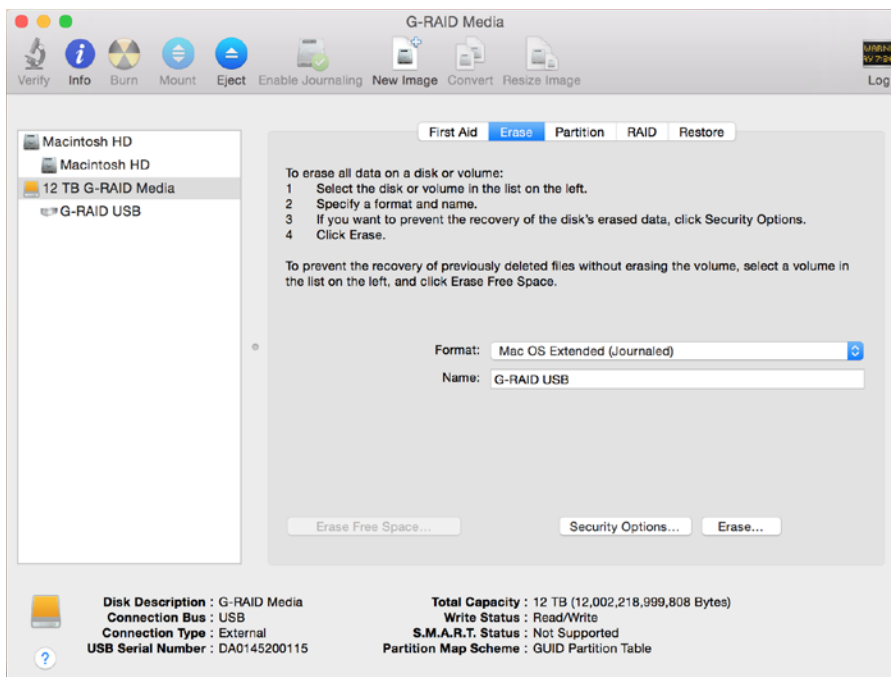 G-RAID Media
Verify Info Burn Mount Eject Enable Journaling New Image Convert Resize Image Log
Macintosh HD
Macintosh HD
12 TB G-RAID Media
G-RAID USB
First Aid Erase Partition RAID Restore
To erase all data on a disk or volume:
1 Select the disk or volume in the list on the left.
2 Specify a format and name.
3 If you want to prevent the recovery of the disk's erased data, click Security Options.
4 Click Erase.
To prevent the recovery of previously deleted files without erasing the volume, select a volume in
the list on the left, and click Erase Free Space.
Format: Mac OS Extended (Journaled)
Name: G-RAID USB
Erase Free Space... Security Options... Erase...
Disk Description : G-RAID Media
Connection Bus : USB
Connection Type : External
USB Serial Number : DA0145200115
Total Capacity : 12 TB (12,002,218,999,808 Bytes)
Write Status : Read/Write
S.M.A.R.T. Status : Not Supported
Partition Map Scheme : GUID Partition Table
?